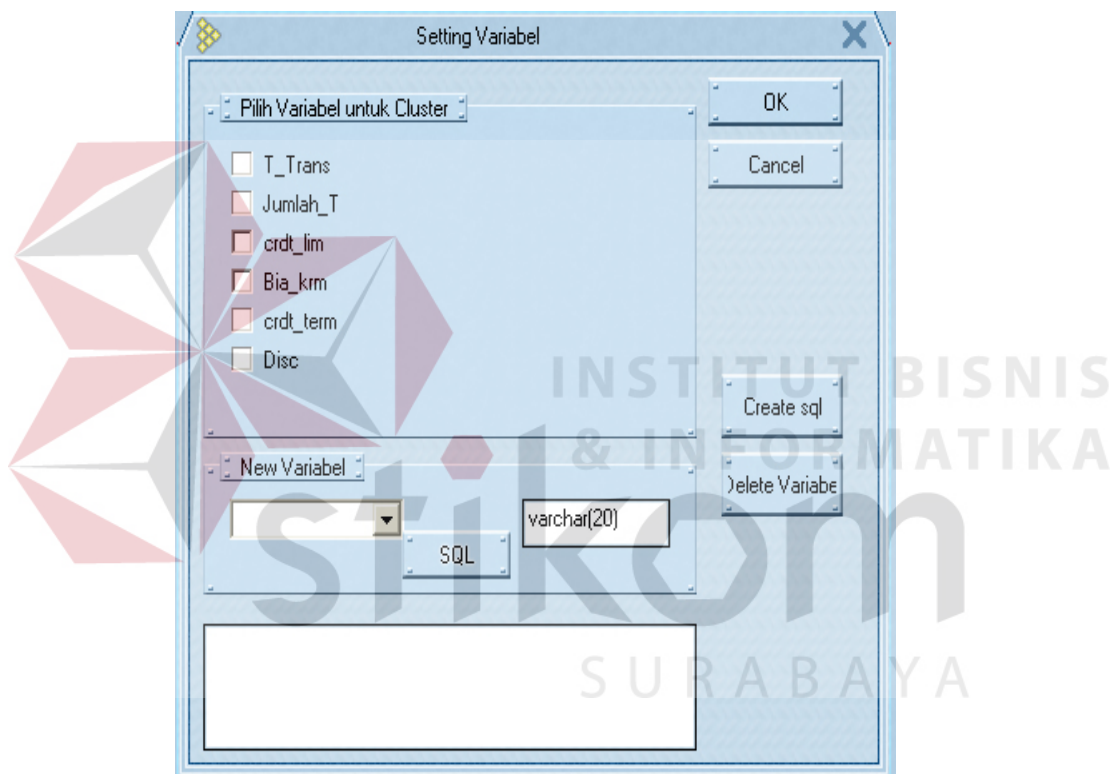 Setting Variabel
Pilih Variabel untuk Cluster
OK
T_Trans
Cancel
Jumlah_T
crdt_lim
Bia_krm
crdt_term
Disc
INSTITUT BISNIS
Create sql
& INFORMATIKA
New Variabel
Delete Variabe
varchar(20)
SQL
stikom
SURABAYA